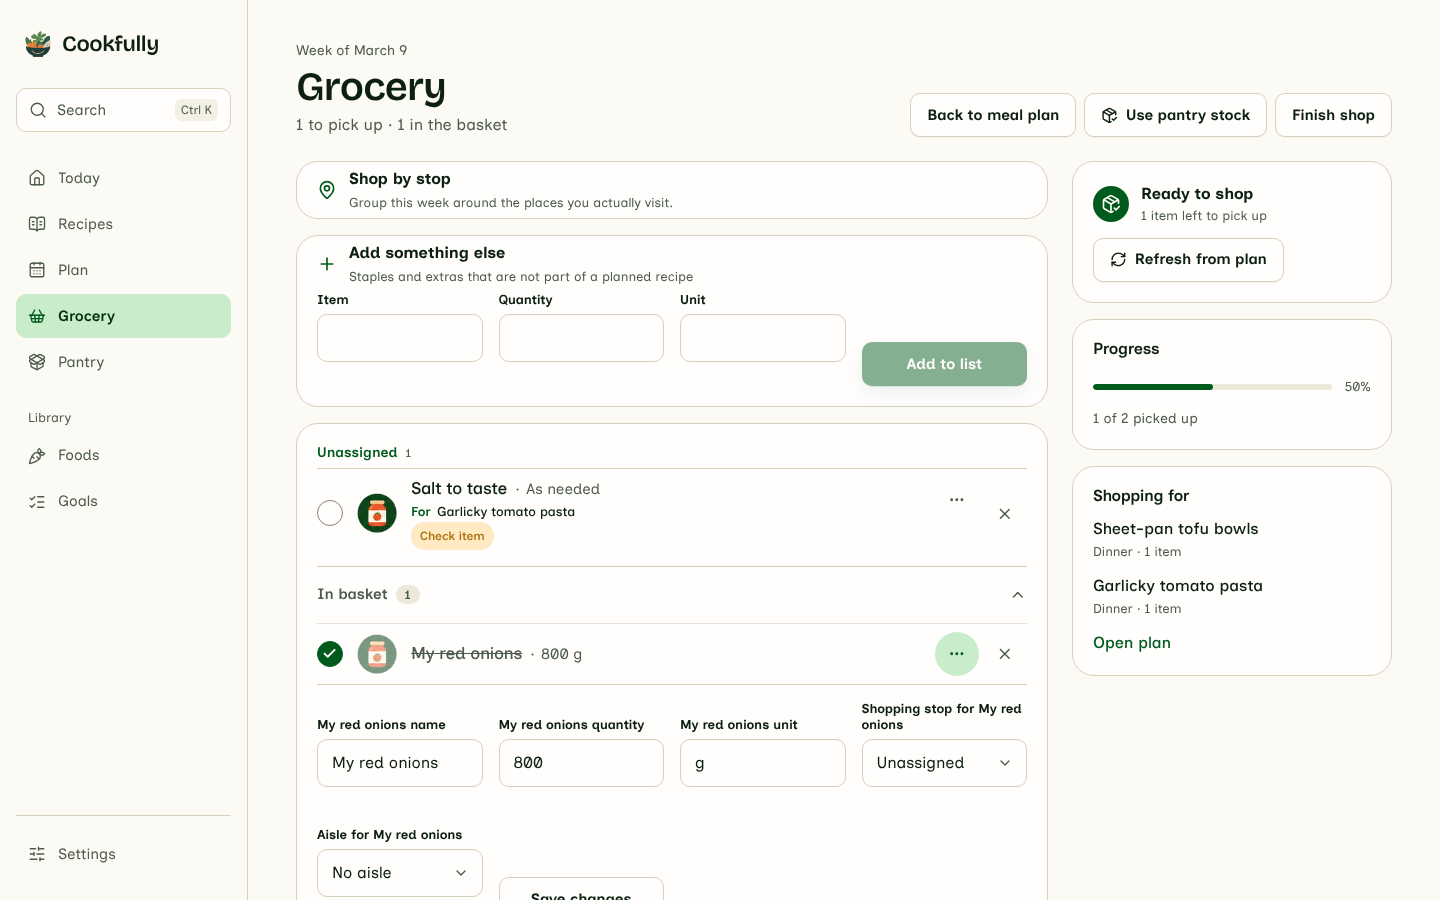 Cookfully
Search
Ctrl K
Today
Recipes
Plan
Grocery
Pantry
Library
Foods
Goals
Settings
Week of March 9
Grocery
1 to pick up · 1 in the basket
Back to meal plan
Use pantry stock
Finish shop
Shop by stop
Group this week around the places you actually visit.
Add something else
Staples and extras that are not part of a planned recipe
Item
Quantity
Unit
Add to list
Unassigned 1
Salt to taste · As needed
For Garlicky tomato pasta
Check item
In basket 1
My red onions · 800 g
My red onions name
My red onions quantity
My red onions unit
Shopping stop for My red
onions
My red onions
800
g
Unassigned
Aisle for My red onions
No aisle
Save changes
Ready to shop
1 item left to pick up
Refresh from plan
Progress
50%
1 of 2 picked up
Shopping for
Sheet-pan tofu bowls
Dinner · 1 item
Garlicky tomato pasta
Dinner · 1 item
Open plan